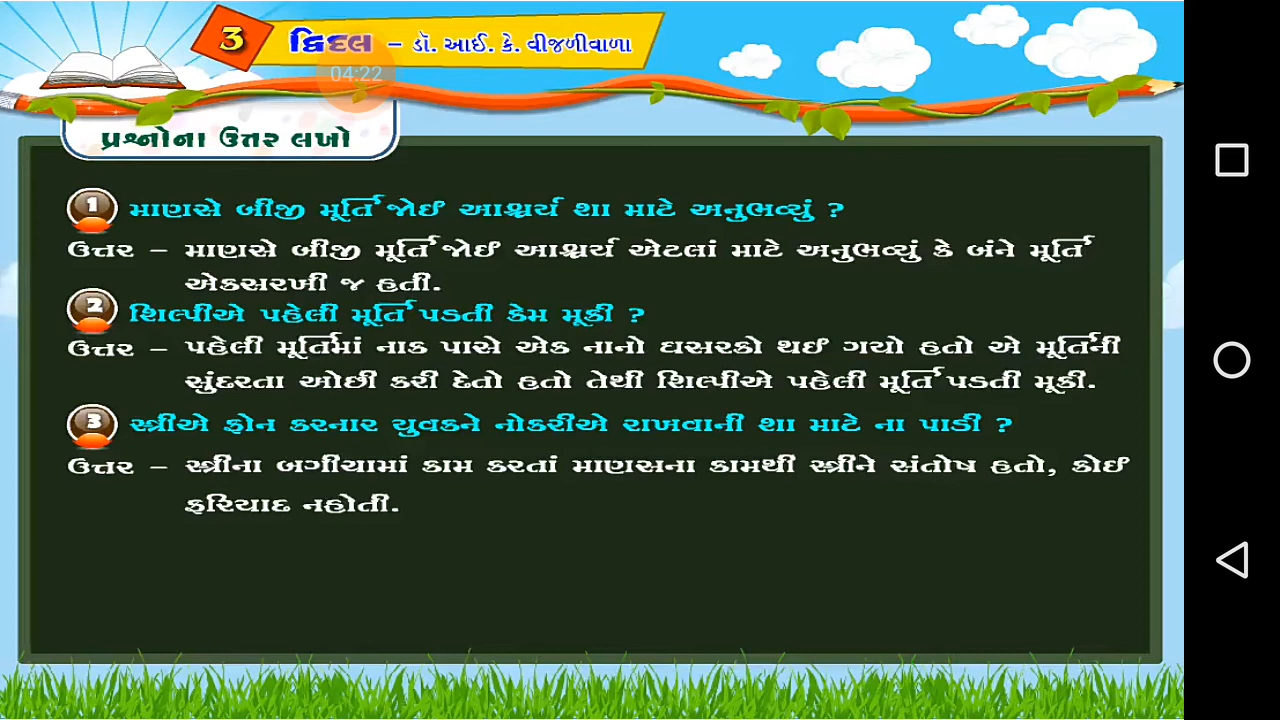 3 દ્વિદલ – ડૉ. આઈ. કે. વીજળીવાળા
04:22
પ્રશ્નોના ઉત્તર લખો
1 માણસે બીજી મૂર્તિ જોઈ આશ્ચર્ય શા માટે અનુભવ્યું ?
ઉત્તર – માણસે બીજી મૂર્તિ જોઈ આશ્ચર્ય એટલાં માટે અનુભવ્યું કે બંને મૂર્તિ
એકસરખી જ હતી.
2 શિલ્પીએ પહેલી મૂર્તિ પડતી કેમ મૂકી ?
ઉત્તર – પહેલી મૂર્તિમાં નાક પાસે એક નાનો ઘસરકો થઈ ગયો હતો એ મૂર્તિની
સુંદરતા ઓછી કરી દેતો હતો તેથી શિલ્પીએ પહેલી મૂર્તિ પડતી મૂકી.
3 સ્ત્રીએ ફોન કરનાર યુવકને નોકરીએ રાખવાની શા માટે ના પાડી ?
ઉત્તર – સ્ત્રીના બગીચામાં કામ કરતાં માણસના કામથી સ્ત્રીને સંતોષ હતો, કોઈ
ફરિયાદ નહોતી.